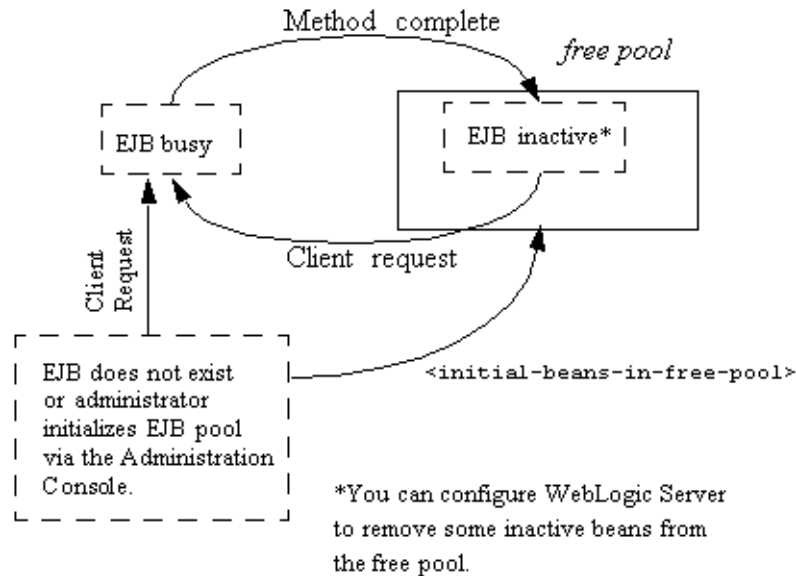 Method complete
free pool
EJB busy
EJB inactive*
Client request
Client
Request
EJB does not exist
or administrator
initializes EJB pool
via the Administration
Console.
<initial-beans-in-free-pool>
*You can configure WebLogic Server
to remove some inactive beans from
the free pool.